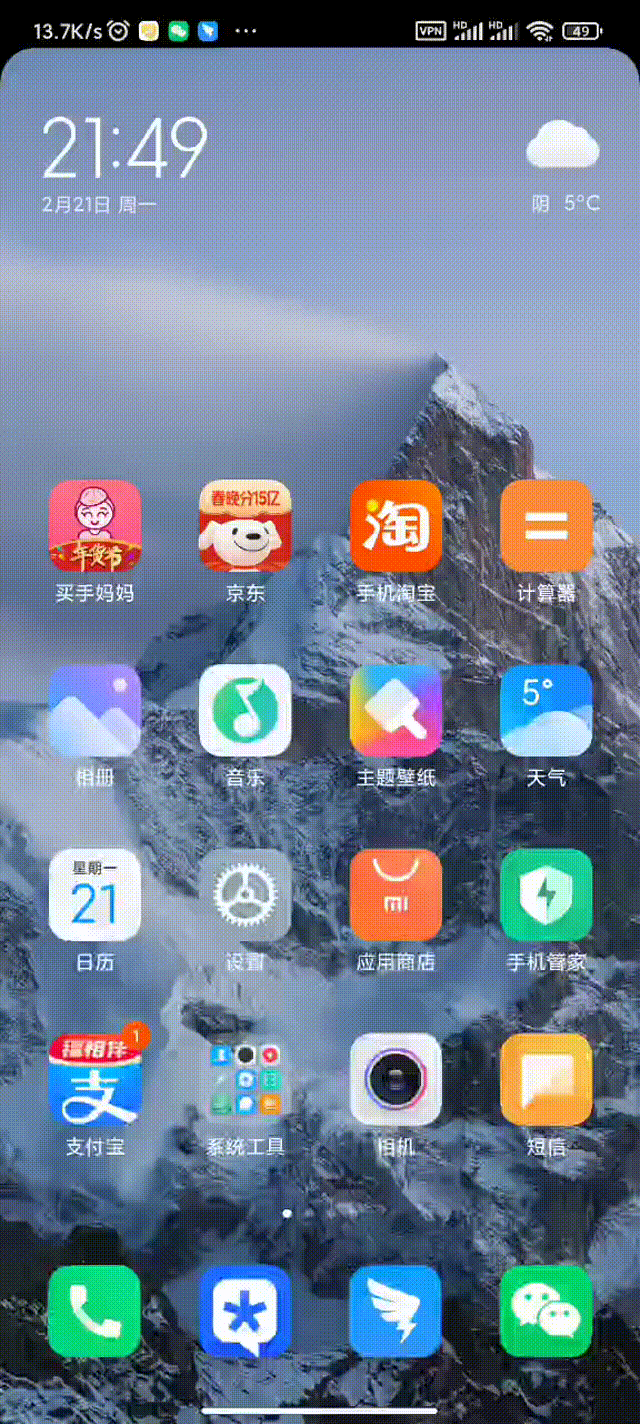 13.7K/s
VPN HD HD 49
21:49
2月21日 周一
阴 5°C
春晚分15亿
年货节
淘
买手妈妈 京东 手机淘宝 计算器
5°
相册 音乐 主题壁纸 天气
星期一
21
mi
日历 设置 应用商店 手机管家
1
支
支付宝 系统工具 相机 短信